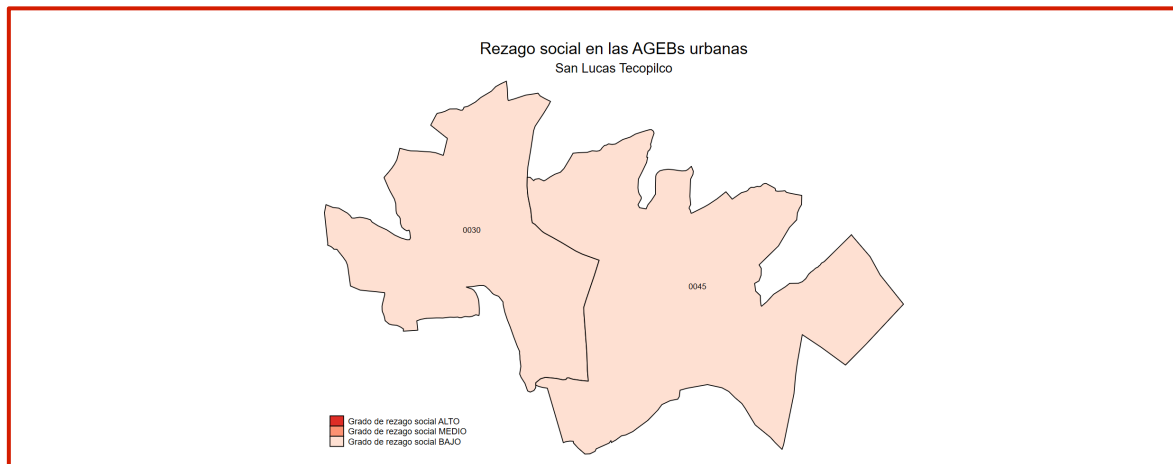 Rezago social en las AGEBs urbanas
San Lucas Tecopilco
0030
0045
Grado de rezago social ALTO
Grado de rezago social MEDIO
Grado de rezago social BAJO